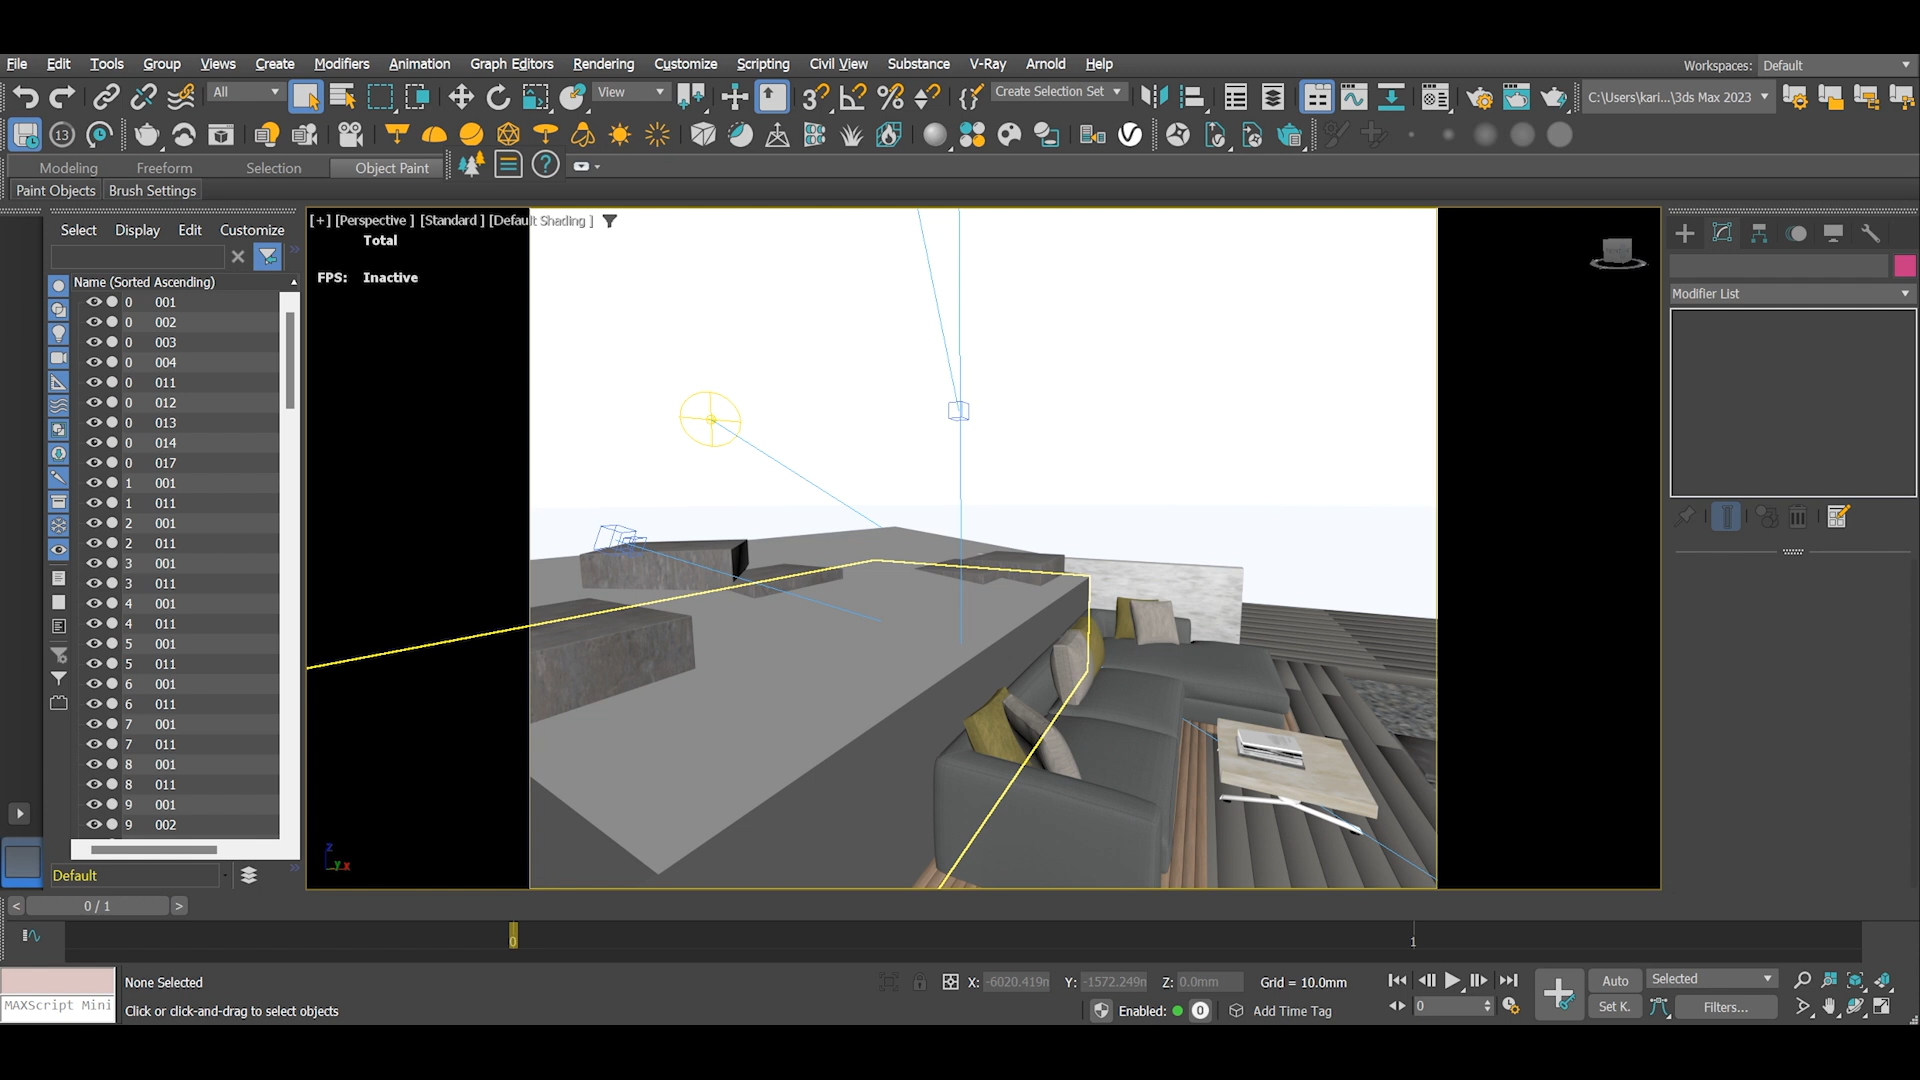 File Edit Tools Group Views Create Modifiers Animation Graph Editors Rendering Customize Scripting Civil View Substance V-Ray Arnold Help
Workspaces: Default
All
View
Create Selection Set
C:\Users\kari...\3ds Max 2023
13
Modeling Freeform Selection Object Paint
Paint Objects Brush Settings
Select Display Edit Customize
Name (Sorted Ascending)
0 001
0 002
0 003
0 004
0 011
0 012
0 013
0 014
0 017
1 001
1 011
2 001
2 011
3 001
3 011
4 001
4 011
5 001
5 011
6 001
6 011
7 001
7 011
8 001
8 011
9 001
9 002
Default
[+] [Perspective ] [Standard ] [Default Shading ]
Total
FPS: Inactive
z
y x
Modifier List
< 0 / 1 >
0
1
None Selected
X: -6020.419m Y: -1572.249m Z: 0.0mm Grid = 10.0mm
Auto Selected
MAXScript Mini
Click or click-and-drag to select objects
Enabled: 0 Add Time Tag
0
Set K. Filters...